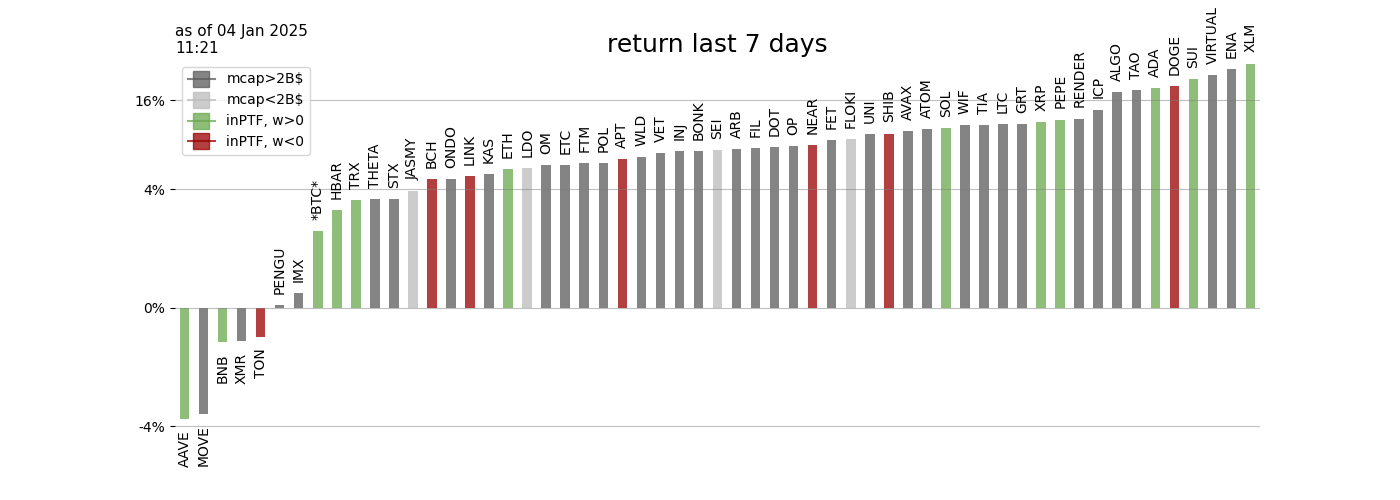 as of 04 Jan 2025
11:21
return last 7 days
mcap>2B$
mcap<2B$
inPTF, w>0
inPTF, w<0
16%
4%
0%
-4%
AAVE
MOVE
BNB
XMR
TON
PENGU
IMX
*BTC*
HBAR
TRX
THETA
STX
JASMY
BCH
ONDO
LINK
KAS
ETH
LDO
OM
ETC
FTM
POL
APT
WLD
VET
INJ
BONK
SEI
ARB
FIL
DOT
OP
NEAR
FET
FLOKI
UNI
SHIB
AVAX
ATOM
SOL
WIF
TIA
LTC
GRT
XRP
PEPE
RENDER
ICP
ALGO
TAO
ADA
DOGE
SUI
VIRTUAL
ENA
XLM